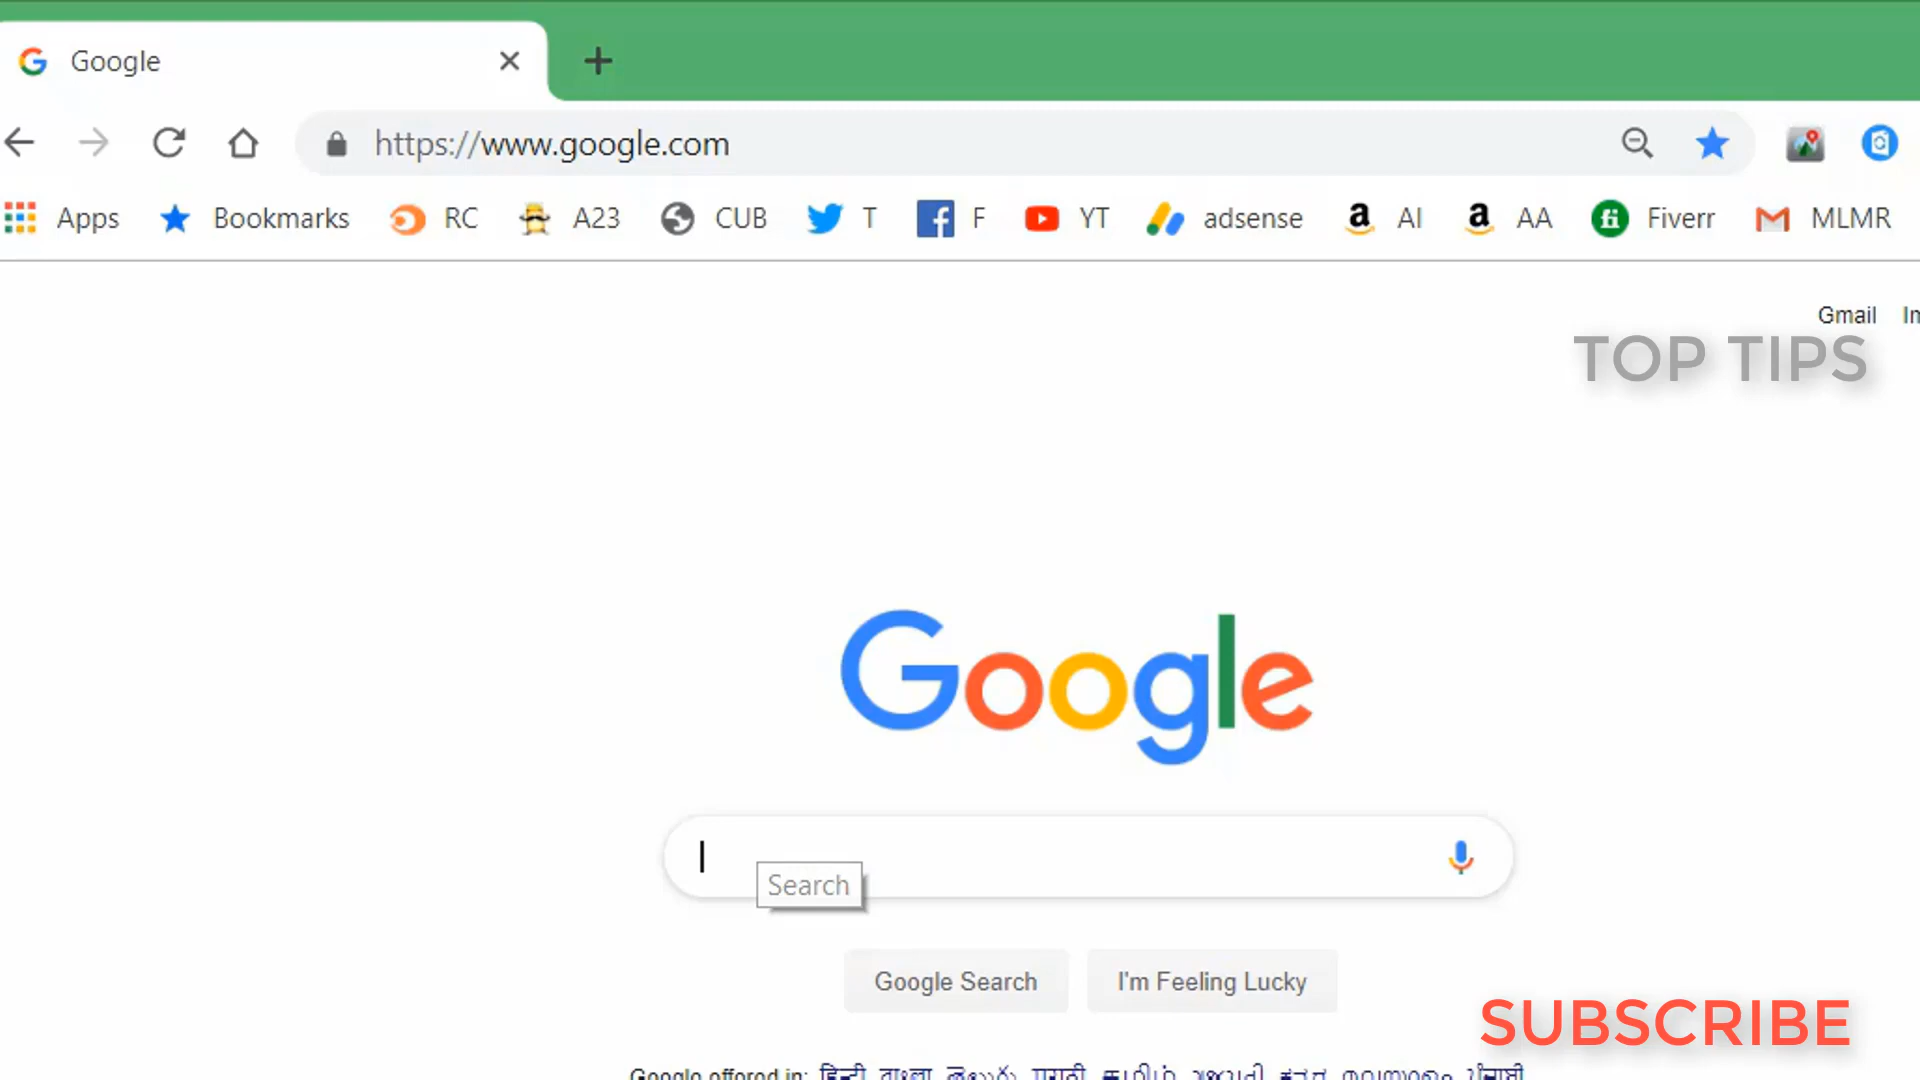 Google
https://www.google.com
Apps Bookmarks RC A23 CUB T F YT adsense a AI a AA fi Fiverr MLMR
Gmail
TOP TIPS
Google
Search
Google Search I'm Feeling Lucky
SUBSCRIBE
Google offered in: हिन्दी বাংলা తెలుగు मराठी தமிழ் ગુજરાતી ಕನ್ನಡ മലയാളം ਪੰਜਾਬੀ